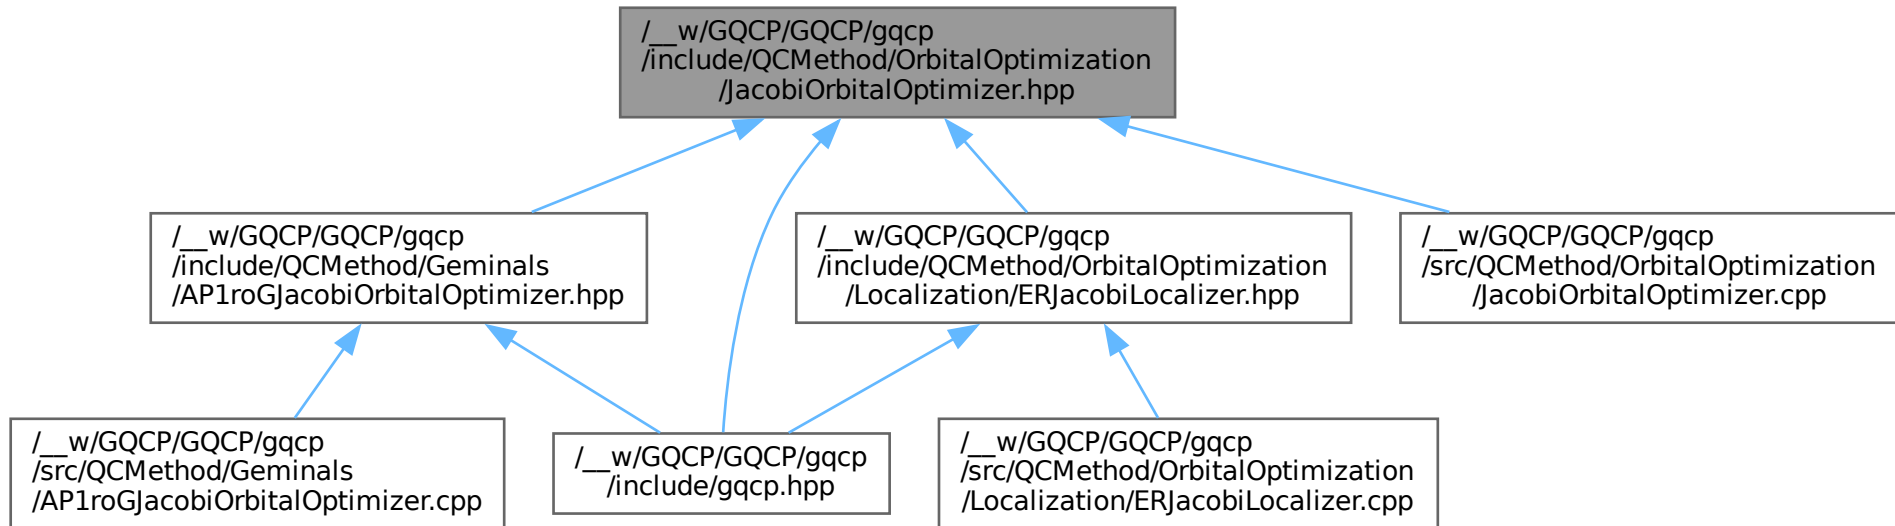 /__w/GQCP/GQCP/gqcp
/include/QCMethod/OrbitalOptimization
/JacobiOrbitalOptimizer.hpp
/__w/GQCP/GQCP/gqcp
/include/QCMethod/Geminals
/AP1roGJacobiOrbitalOptimizer.hpp
/__w/GQCP/GQCP/gqcp
/include/QCMethod/OrbitalOptimization
/Localization/ERJacobiLocalizer.hpp
/__w/GQCP/GQCP/gqcp
/src/QCMethod/OrbitalOptimization
/JacobiOrbitalOptimizer.cpp
/__w/GQCP/GQCP/gqcp
/src/QCMethod/Geminals
/AP1roGJacobiOrbitalOptimizer.cpp
/__w/GQCP/GQCP/gqcp
/include/gqcp.hpp
/__w/GQCP/GQCP/gqcp
/src/QCMethod/OrbitalOptimization
/Localization/ERJacobiLocalizer.cpp